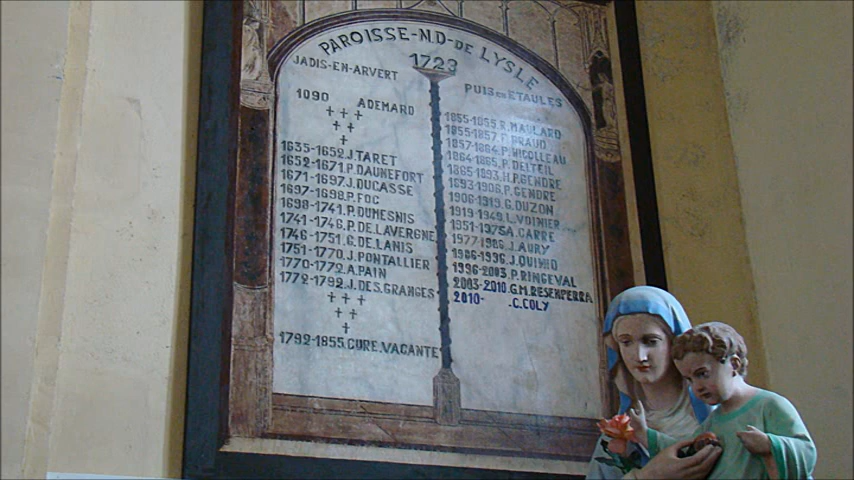 PAROISSE-N.D-DE LYSLE
1723
JADIS-EN-ARVERT
1090 ADEMARD
1635-1652.J.TARET
1652-1671.P.DAUNEFORT
1671-1697.J.DUCASSE
1697-1698.P.FOC
1698-1741.P.DUMESNIS
1741-1746.P.DE.LAVERGNE
1746-1751.G.DE.LANIS
1751-1770.J.PONTALLIER
1770-1772.A.PAIN
1772-1792.J.DES.GRANGES
1792-1855.CURE.VACANTE
PUIS EN ETAULES
1855-1855.R.MAULARD
1855-1857.P.PRAUD
1857-1864.P.NICOLLEAU
1864-1865.P.DELTEIL
1865-1893.H.P.GENDRE
1893-1906.P.GENDRE
1906-1919.G.DUZON
1919-1949.L.VOINIER
1951-1975A.CARRE
1977-1986.J.AURY
1986-1996.J.QUINIO
1996-2003.P.RINGEVAL
2003-2010.G.M.RESENPERRA
2010- .C.COLY